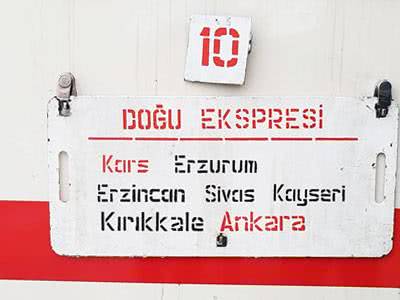 10
DOĞU EKSPRESİ
Kars Erzurum
Erzincan Sivas Kayseri
Kırıkkale Ankara